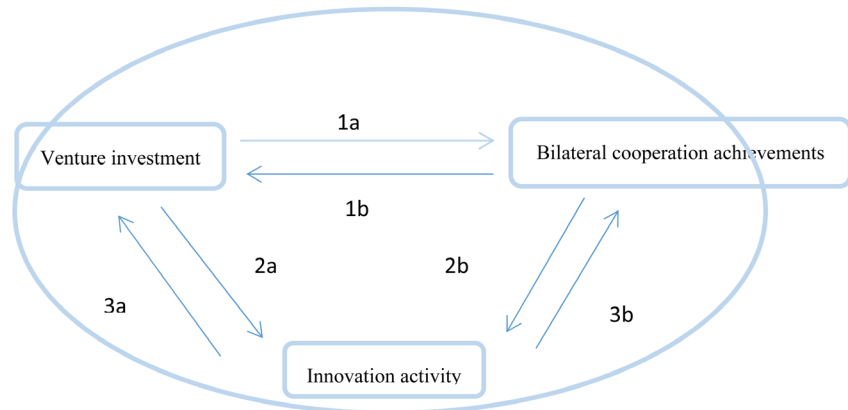 1a
Venture investment
Bilateral cooperation achievements
1b
2a
2b
3a
3b
Innovation activity